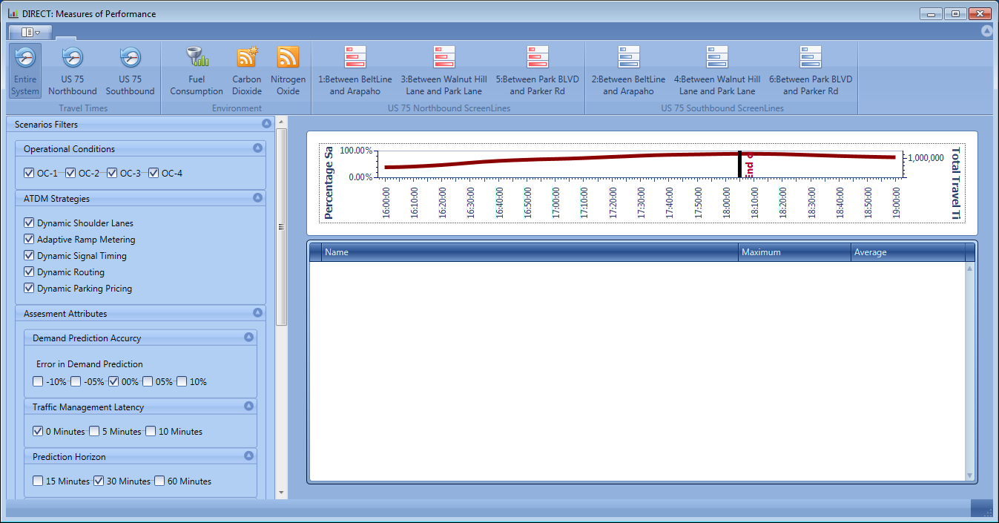 DIRECT: Measures of Performance
Entire System
US 75 Northbound
US 75 Southbound
Travel Times
Fuel Consumption
Carbon Dioxide
Nitrogen Oxide
Environment
1:Between BeltLine and Arapaho
3:Between Walnut Hill Lane and Park Lane
5:Between Park BLVD and Parker Rd
US 75 Northbound ScreenLines
2:Between BeltLine and Arapaho
4:Between Walnut Hill Lane and Park Lane
6:Between Park BLVD and Parker Rd
US 75 Southbound ScreenLines
Scenarios Filters
Operational Conditions
OC-1 OC-2 OC-3 OC-4
ATDM Strategies
Dynamic Shoulder Lanes
Adaptive Ramp Metering
Dynamic Signal Timing
Dynamic Routing
Dynamic Parking Pricing
Assesment Attributes
Demand Prediction Accurcy
Error in Demand Prediction
-10% -05% 00% 05% 10%
Traffic Management Latency
0 Minutes 5 Minutes 10 Minutes
Prediction Horizon
15 Minutes 30 Minutes 60 Minutes
Percentage Sa
100.00%
0.00%
End
1,000,000
Total Travel Ti
16:00:00 16:10:00 16:20:00 16:30:00 16:40:00 16:50:00 17:00:00 17:10:00 17:20:00 17:30:00 17:40:00 17:50:00 18:00:00 18:10:00 18:20:00 18:30:00 18:40:00 18:50:00 19:00:00
Name Maximum Average